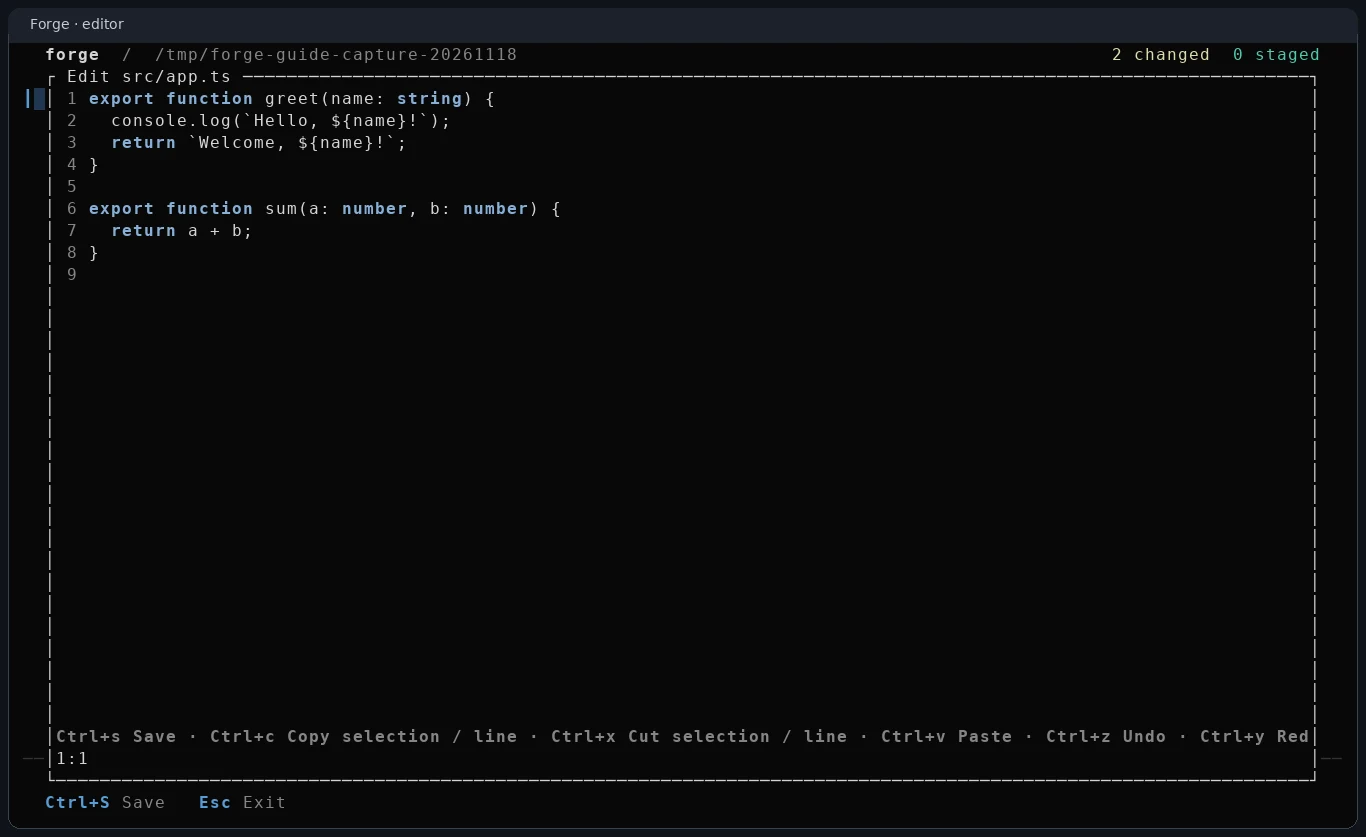 Forge · editor
forge / /tmp/forge-guide-capture-20261118 2 changed 0 staged
Edit src/app.ts
1 export function greet(name: string) {
2   console.log(`Hello, ${name}!`);
3   return `Welcome, ${name}!`;
4 }
5
6 export function sum(a: number, b: number) {
7   return a + b;
8 }
9
Ctrl+s Save · Ctrl+c Copy selection / line · Ctrl+x Cut selection / line · Ctrl+v Paste · Ctrl+z Undo · Ctrl+y Red
1:1
Ctrl+S Save Esc Exit